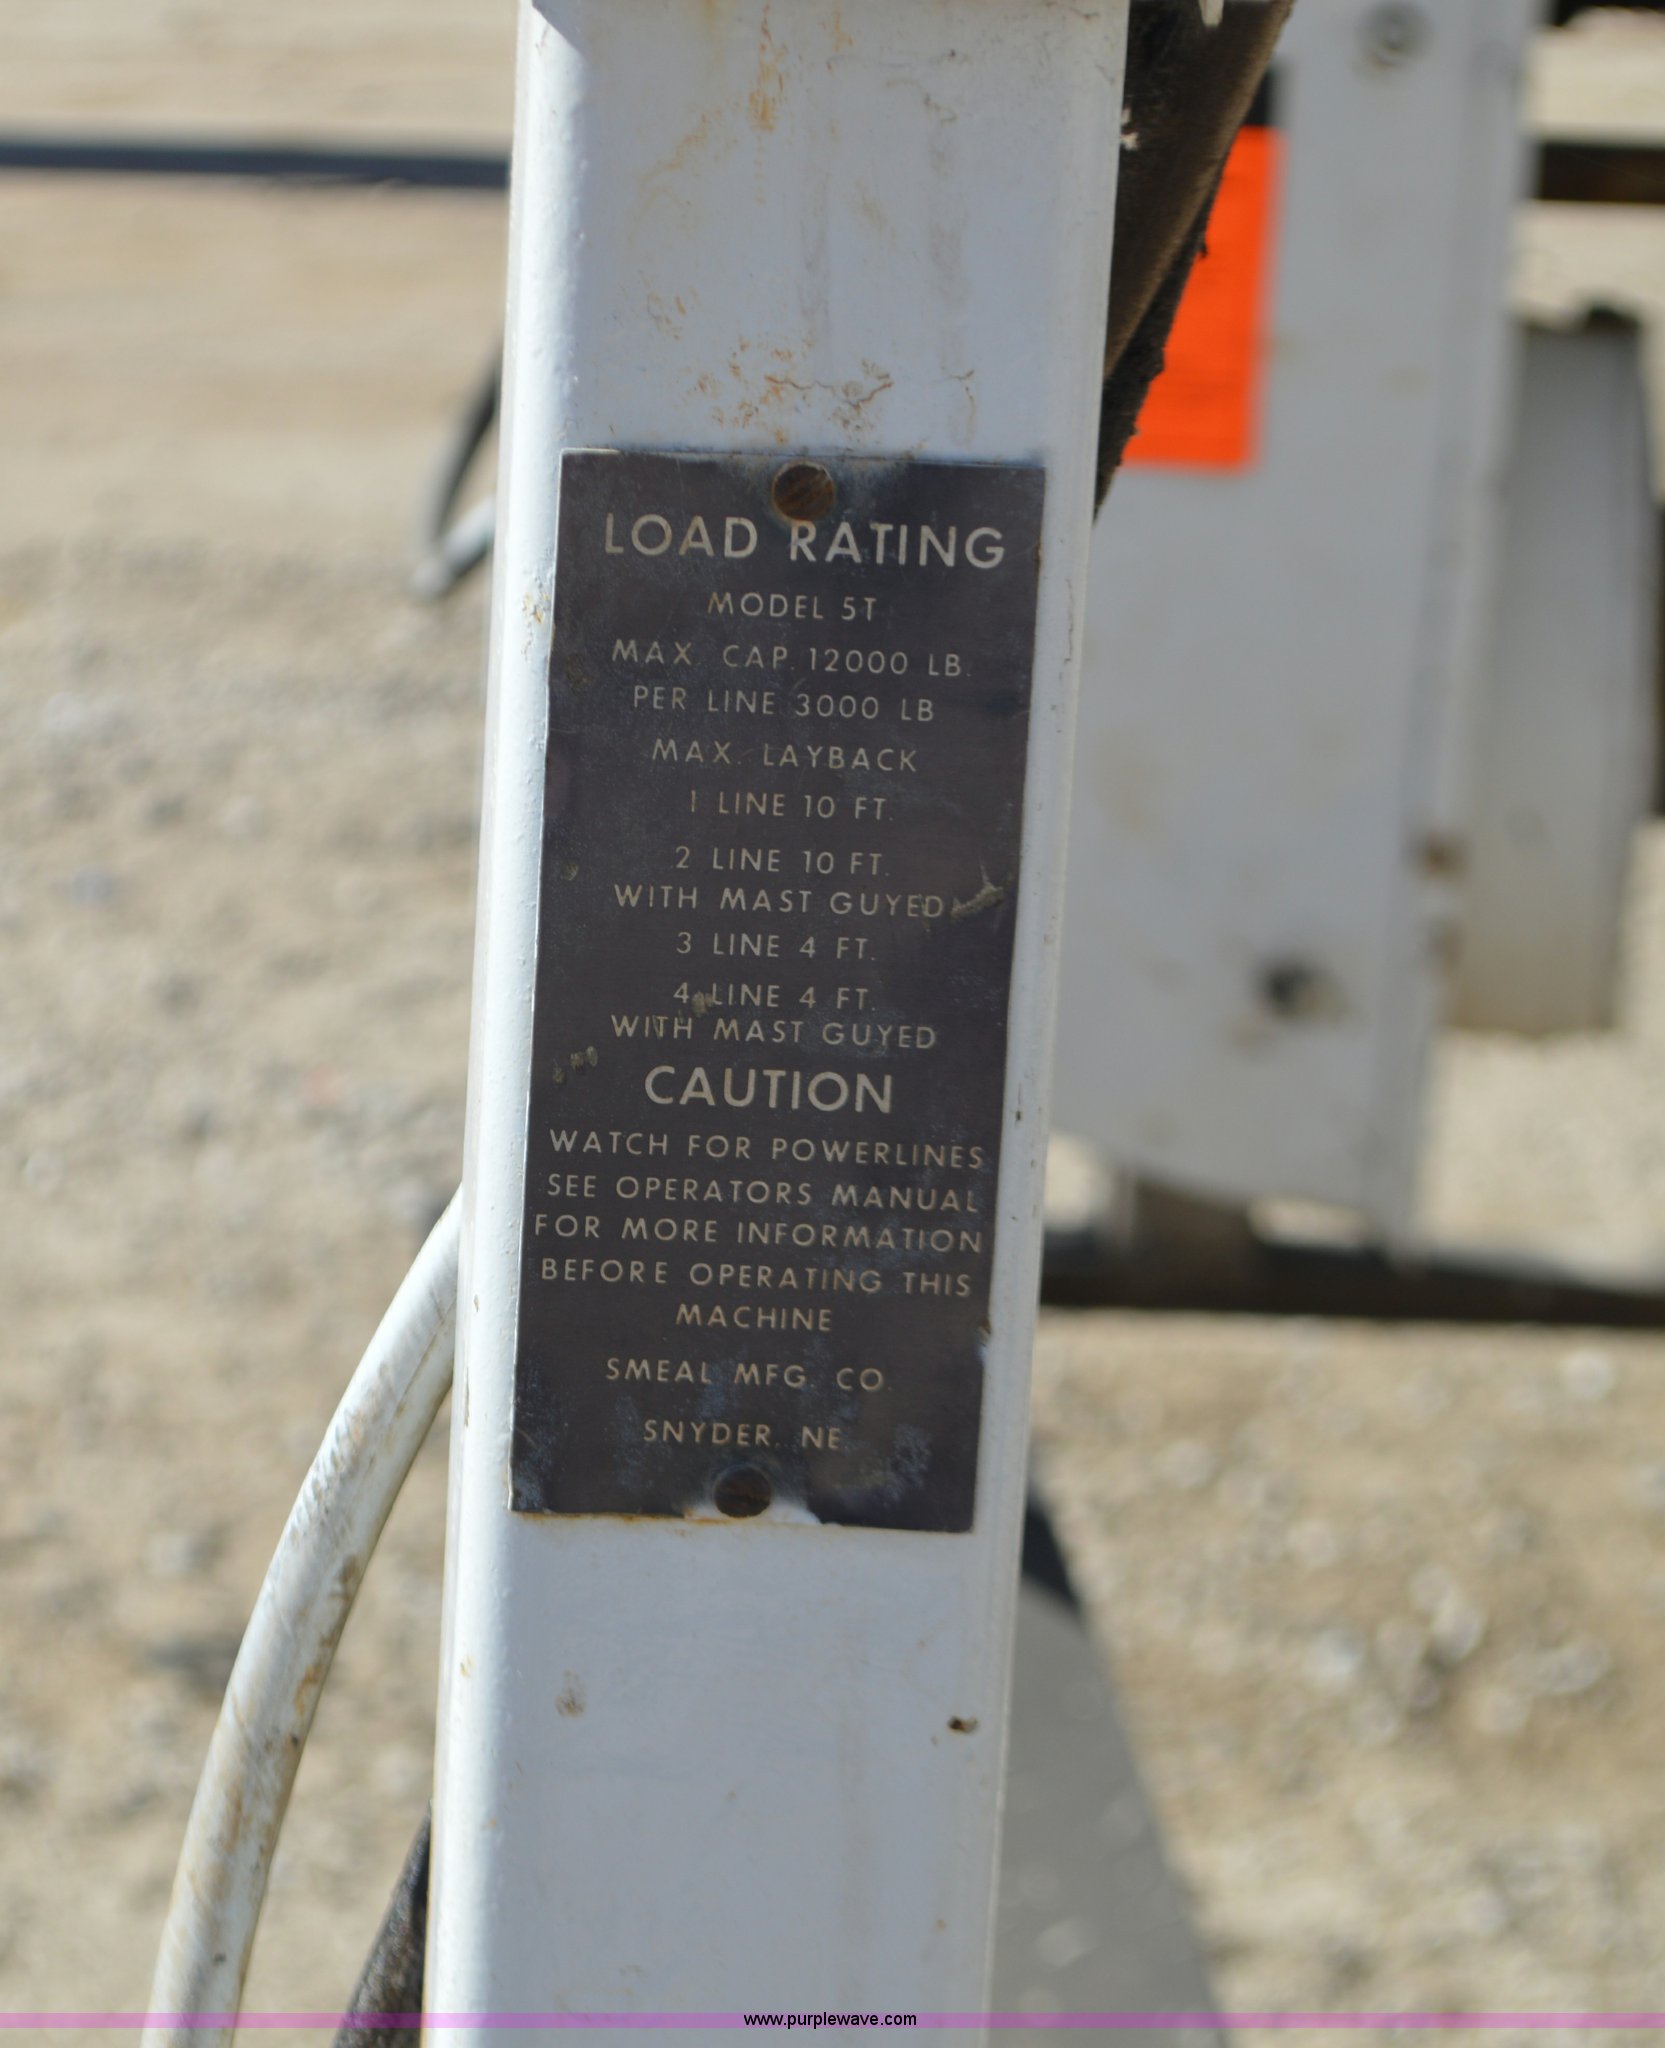 LOAD RATING
MODEL 5T
MAX. CAP. 12000 LB.
PER LINE 3000 LB
MAX. LAYBACK
1 LINE 10 FT.
2 LINE 10 FT.
WITH MAST GUYED
3 LINE 4 FT.
4 LINE 4 FT.
WITH MAST GUYED
CAUTION
WATCH FOR POWERLINES
SEE OPERATORS MANUAL
FOR MORE INFORMATION
BEFORE OPERATING THIS
MACHINE
SMEAL MFG. CO.
SNYDER, NE
www.purplewave.com